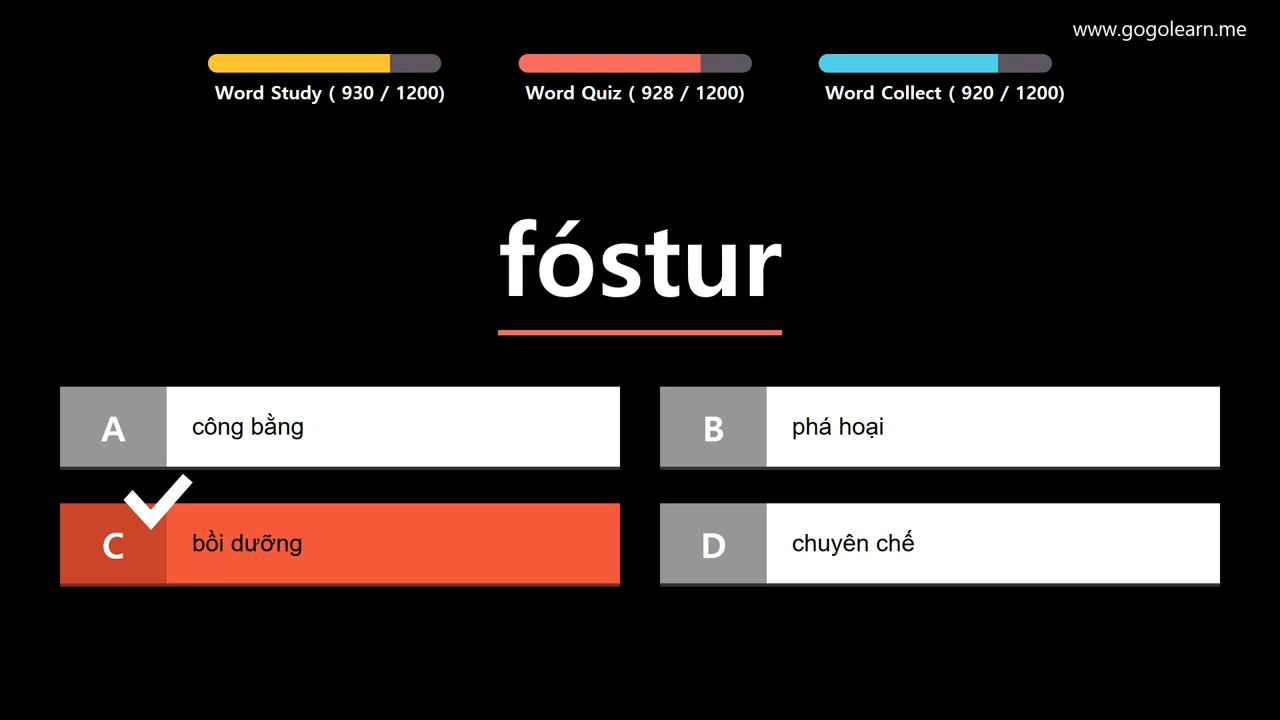 www.gogolearn.me
Word Study ( 930 / 1200)
Word Quiz ( 928 / 1200)
Word Collect ( 920 / 1200)
fóstur
A công bằng
B phá hoại
C bồi dưỡng
D chuyên chế